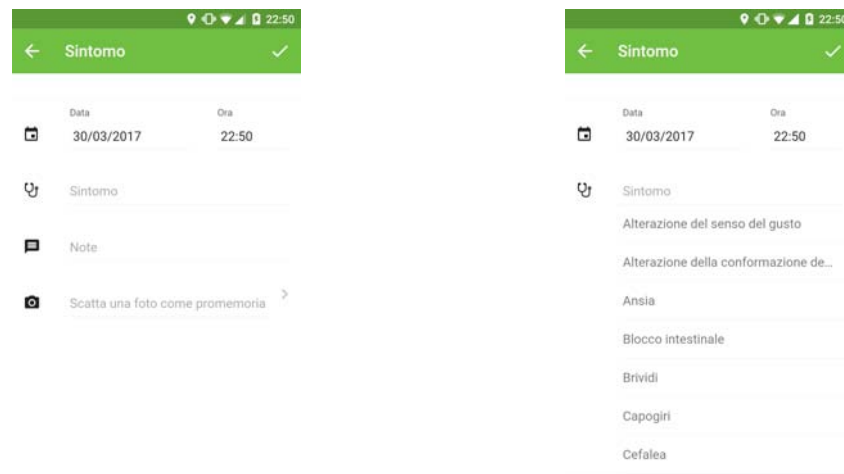 22:50
Sintomo
Data Ora
30/03/2017 22:50
Sintomo
Note
Scatta una foto come promemoria
22:50
Sintomo
Data Ora
30/03/2017 22:50
Sintomo
Alterazione del senso del gusto
Alterazione della conformazione de...
Ansia
Blocco intestinale
Brividi
Capogiri
Cefalea